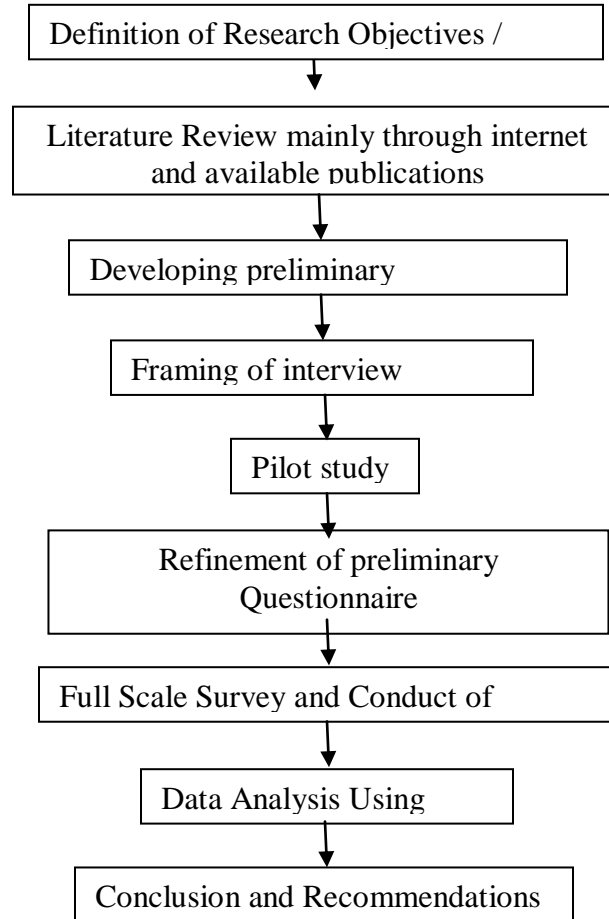 Definition of Research Objectives /
Literature Review mainly through internet
and available publications
Developing preliminary
Framing of interview
Pilot study
Refinement of preliminary
Questionnaire
Full Scale Survey and Conduct of
Data Analysis Using
Conclusion and Recommendations